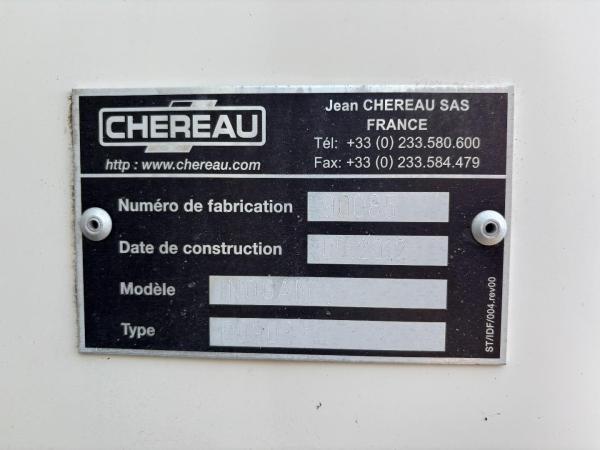 CHEREAU
http : www.chereau.com
Jean CHEREAU SAS
FRANCE
Tél: +33 (0) 233.580.600
Fax: +33 (0) 233.584.479
Numéro de fabrication
Date de construction
Modèle
Type
ST/IDF/004.rev00